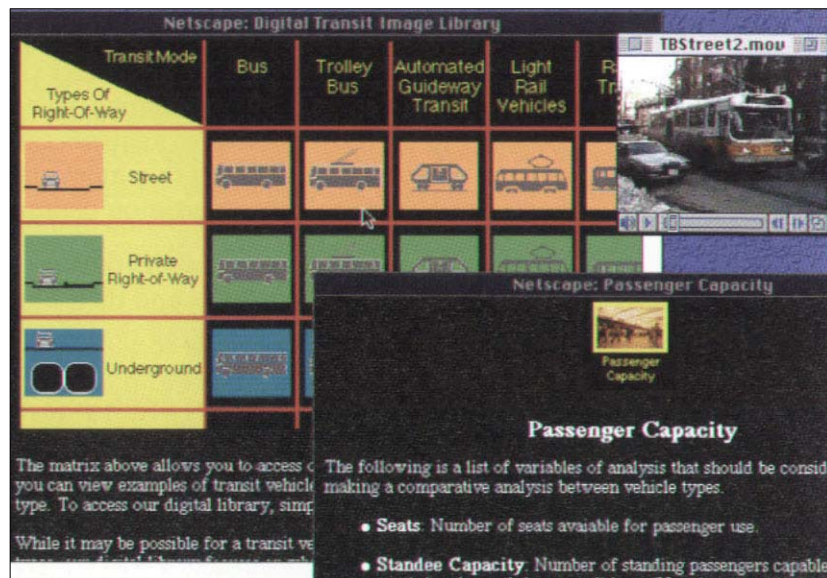 Netscape: Digital Transit Image Library
TBStreet2.mov
Transit Mode
Types Of
Right-Of-Way
Bus
Trolley
Bus
Automated
Guideway
Transit
Light
Rail
Vehicles
Street
Private
Right-of-Way
Underground
The matrix above allows you to access
you can view examples of transit vehicle
type. To access our digital library, simp
While it may be possible for a transit ve
Netscape: Passenger Capacity
Passenger
Capacity
Passenger Capacity
The following is a list of variables of analysis that should be consid
making a comparative analysis between vehicle types.
• Seats: Number of seats avaiable for passenger use.
• Standee Capacity: Number of standing passengers capable